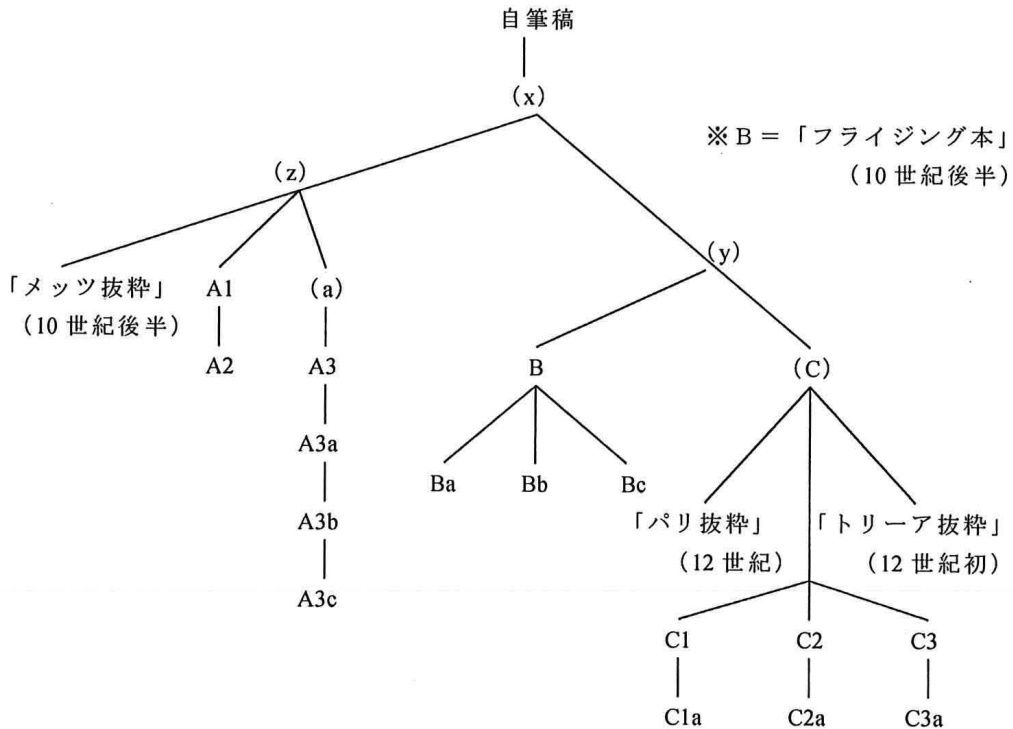 自筆稿
(x)
※B＝「フライジング本」
(10世紀後半)
(z)
(y)
「メッツ抜粋」 A1 (a)
(10世紀後半)
A2 A3 B (C)
A3a
Ba Bb Bc
A3b 「パリ抜粋」 「トリーア抜粋」
(12世紀) (12世紀初)
A3c
C1 C2 C3
C1a C2a C3a